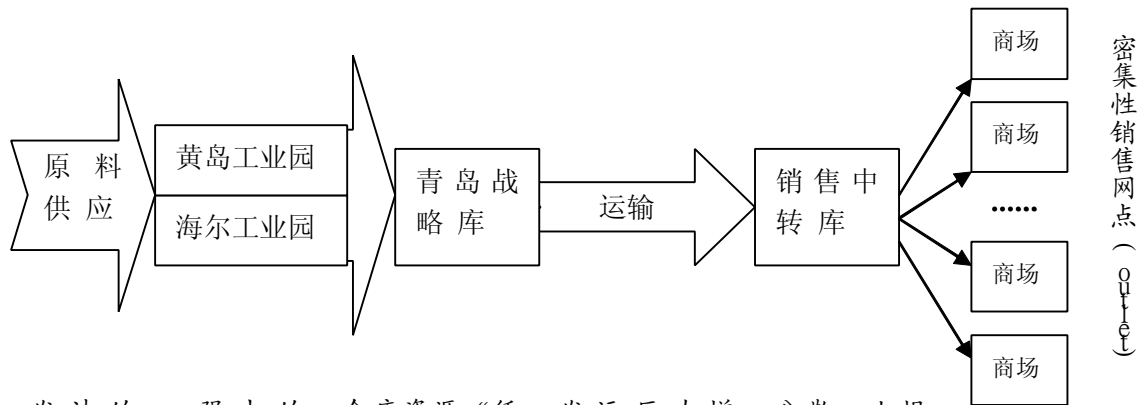 原 料
供 应
黄岛工业园
海尔工业园
青 岛 战
略 库
运输
销 售 中
转 库
商场
商场
……
商场
商场
密集性销售网点(outlet)